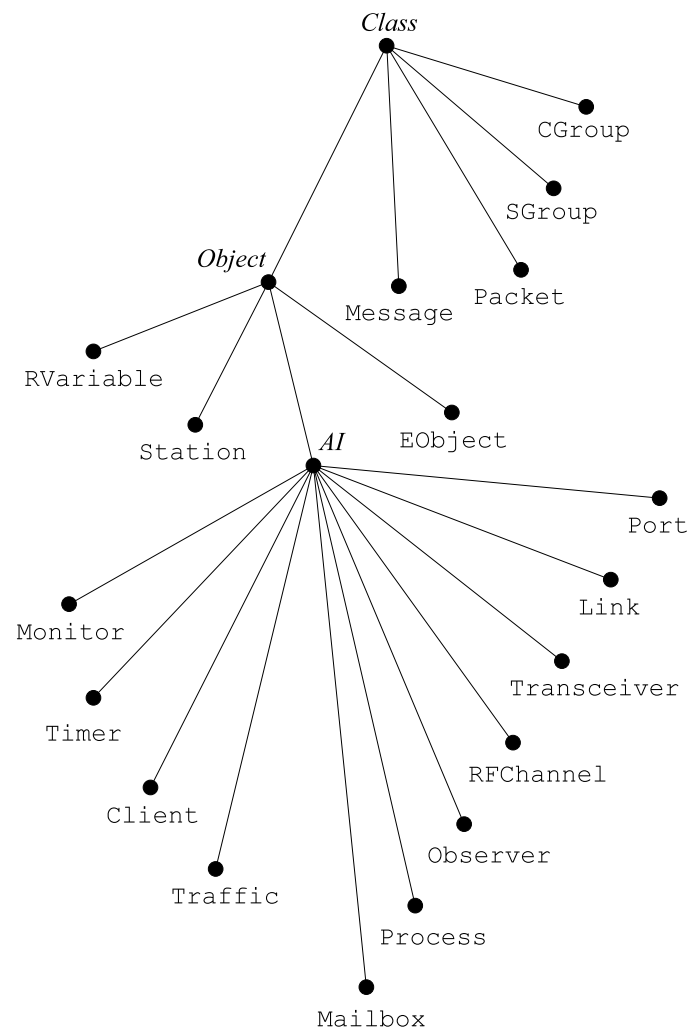 Class
CGroup
SGroup
Object
Packet
Message
RVariable
EObject
AI
Station
Port
Link
Monitor
Transceiver
Timer
RFChannel
Client
Observer
Traffic
Process
Mailbox